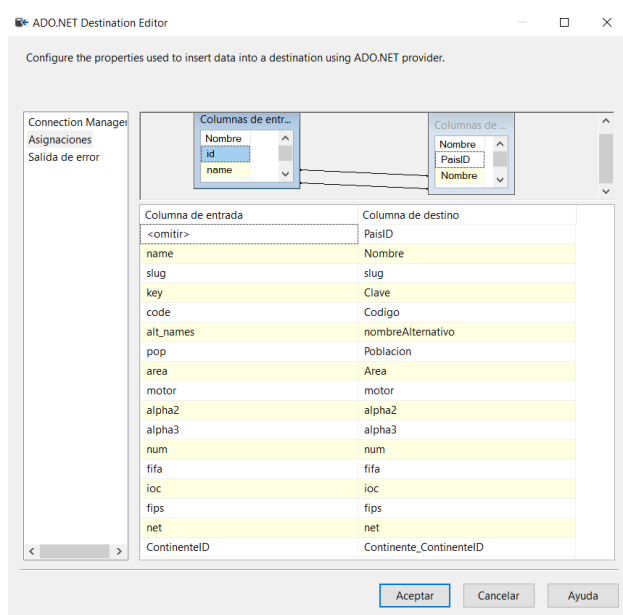 ADO.NET Destination Editor
Configure the properties used to insert data into a destination using ADO.NET provider.
Connection Manager
Asignaciones
Salida de error
Columnas de entr...
Nombre
id
name
Columnas de ...
Nombre
PaisID
Nombre
Columna de entrada Columna de destino
<omitir> PaisID
name Nombre
slug slug
key Clave
code Codigo
alt_names nombreAlternativo
pop Poblacion
area Area
motor motor
alpha2 alpha2
alpha3 alpha3
num num
fifa fifa
ioc ioc
fips fips
net net
ContinenteID Continente_ContinenteID
Aceptar Cancelar Ayuda